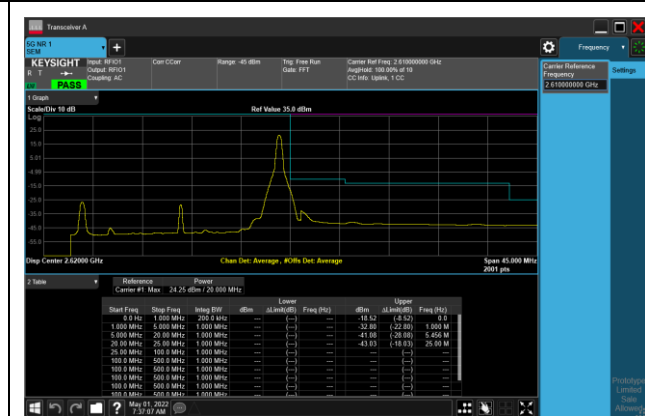 Transceiver A
5G NR 1
SEM
+
Frequency
KEYSIGHT
R T
PASS
Input: RFIO1
Output: RFIO1
Coupling: AC
Corr CCorr
Range: -45 dBm
Trig: Free Run
Gate: FFT
Carrier Ref Freq: 2.610000000 GHz
Avg|Hold: 100.00% of 10
CC Info: Uplink, 1 CC
Carrier Reference
Frequency
2.610000000 GHz
Settings
1 Graph
Scale/Div 10 dB
Ref Value 35.0 dBm
Log
25.0
15.0
5.01
-4.99
-15.0
-25.0
-35.0
-45.0
-55.0
Disp Center 2.62000 GHz
Chan Det: Average , #Offs Det: Average
Span 45.000 MHz
2001 pts
2 Table
Reference Power
Carrier #1 Max 24.25 dBm / 20.000 MHz
Lower Upper
Start Freq Stop Freq Integ BW dBm ΔLimit(dB) Freq (Hz) dBm ΔLimit(dB) Freq (Hz)
0.0 Hz 1.000 MHz 200.0 kHz --- (---) --- -18.52 (-8.52) 0.0
1.000 MHz 5.000 MHz 1.000 MHz --- (---) --- -32.80 (-22.80) 1.000 M
5.000 MHz 20.00 MHz 1.000 MHz --- (---) --- -41.08 (-28.08) 5.456 M
20.00 MHz 25.00 MHz 1.000 MHz --- (---) --- -43.03 (-18.03) 25.00 M
25.00 MHz 100.0 MHz 1.000 MHz --- (---) --- --- (---) ---
100.0 MHz 500.0 MHz 1.000 MHz --- (---) --- --- (---) ---
100.0 MHz 500.0 MHz 1.000 MHz --- (---) --- --- (---) ---
100.0 MHz 500.0 MHz 1.000 MHz --- (---) --- --- (---) ---
100.0 MHz 500.0 MHz 1.000 MHz --- (---) --- --- (---) ---
100.0 MHz 500.0 MHz 1.000 MHz --- (---) --- --- (---) ---
Prototype
Limited
Sale
Allowed
?
May 01, 2022
7:37:07 AM